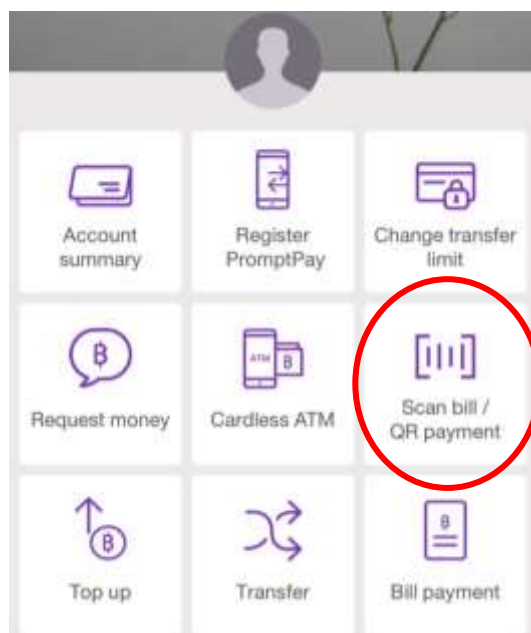 Account
summary
Register
PromptPay
Change transfer
limit
฿
ATM
฿
Request money
Cardless ATM
Scan bill /
QR payment
฿
฿
Top up
Transfer
Bill payment